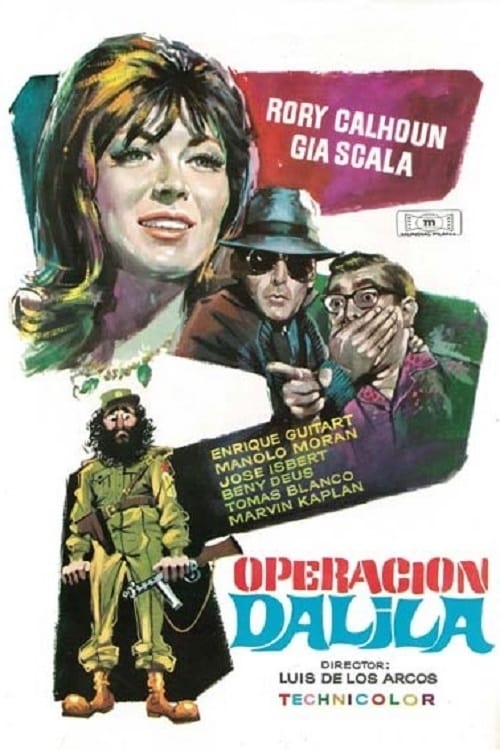 RORY CALHOUN
GIA SCALA
m
ENRIQUE GUITART
MANOLO MORAN
JOSE ISBERT
BENY DEUS
TOMAS BLANCO
MARVIN KAPLAN
OPERACION
DALILA
DIRECTOR:
LUIS DE LOS ARCOS
TECHNICOLOR